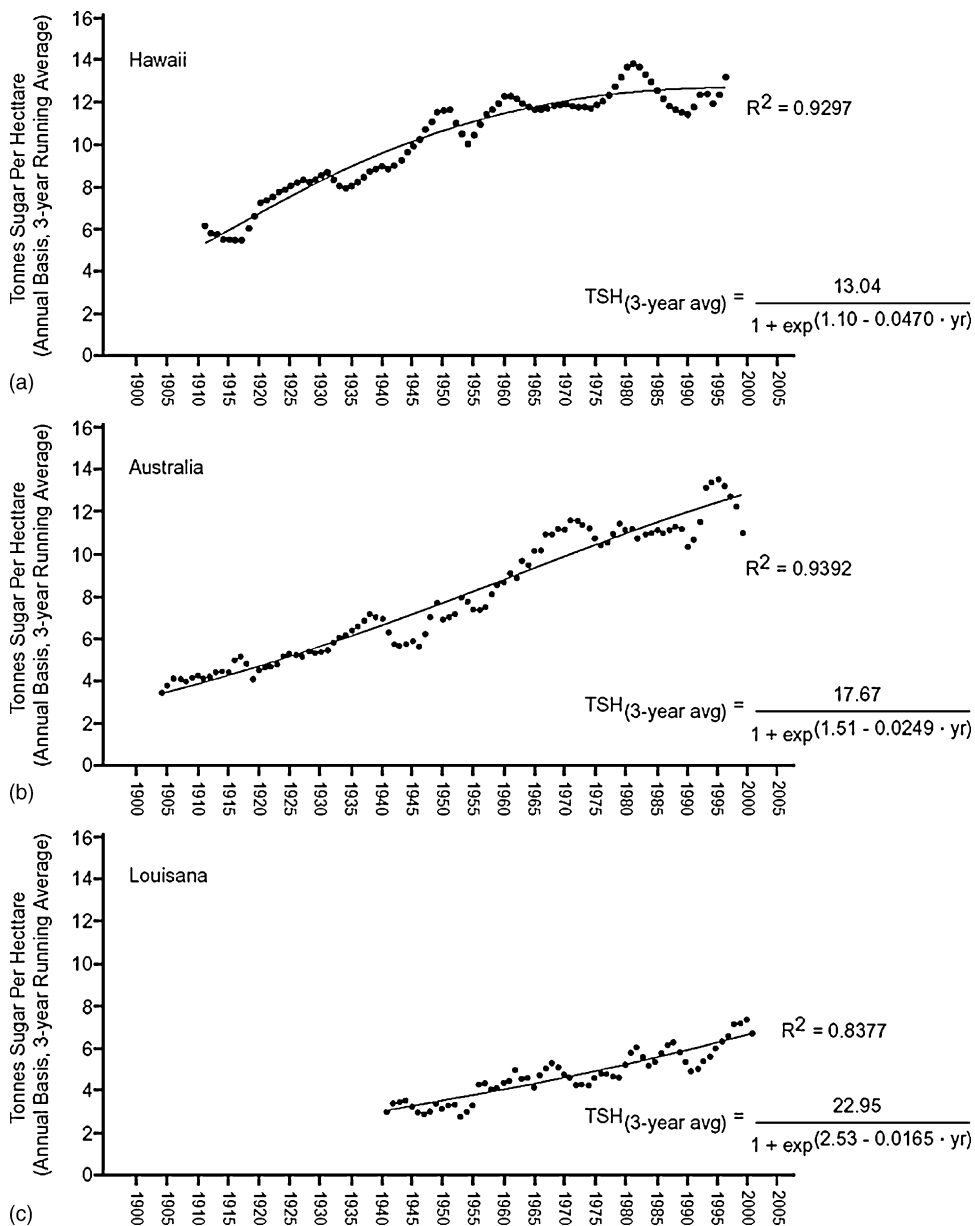 Tonnes Sugar Per Hecttare
(Annual Basis, 3-year Running Average)
16
14
12
10
8
6
4
2
0
Hawaii
R2 = 0.9297
TSH(3-year avg) = 13.04
1 + exp(1.10 - 0.0470 · yr)
(a)
1900 1905 1910 1915 1920 1925 1930 1935 1940 1945 1950 1955 1960 1965 1970 1975 1980 1985 1990 1995 2000 2005
Tonnes Sugar Per Hecttare
(Annual Basis, 3-year Running Average)
16
14
12
10
8
6
4
2
0
Australia
R2 = 0.9392
TSH(3-year avg) = 17.67
1 + exp(1.51 - 0.0249 · yr)
(b)
1900 1905 1910 1915 1920 1925 1930 1935 1940 1945 1950 1955 1960 1965 1970 1975 1980 1985 1990 1995 2000 2005
Tonnes Sugar Per Hecttare
(Annual Basis, 3-year Running Average)
16
14
12
10
8
6
4
2
0
Louisana
R2 = 0.8377
TSH(3-year avg) = 22.95
1 + exp(2.53 - 0.0165 · yr)
(c)
1900 1905 1910 1915 1920 1925 1930 1935 1940 1945 1950 1955 1960 1965 1970 1975 1980 1985 1990 1995 2000 2005